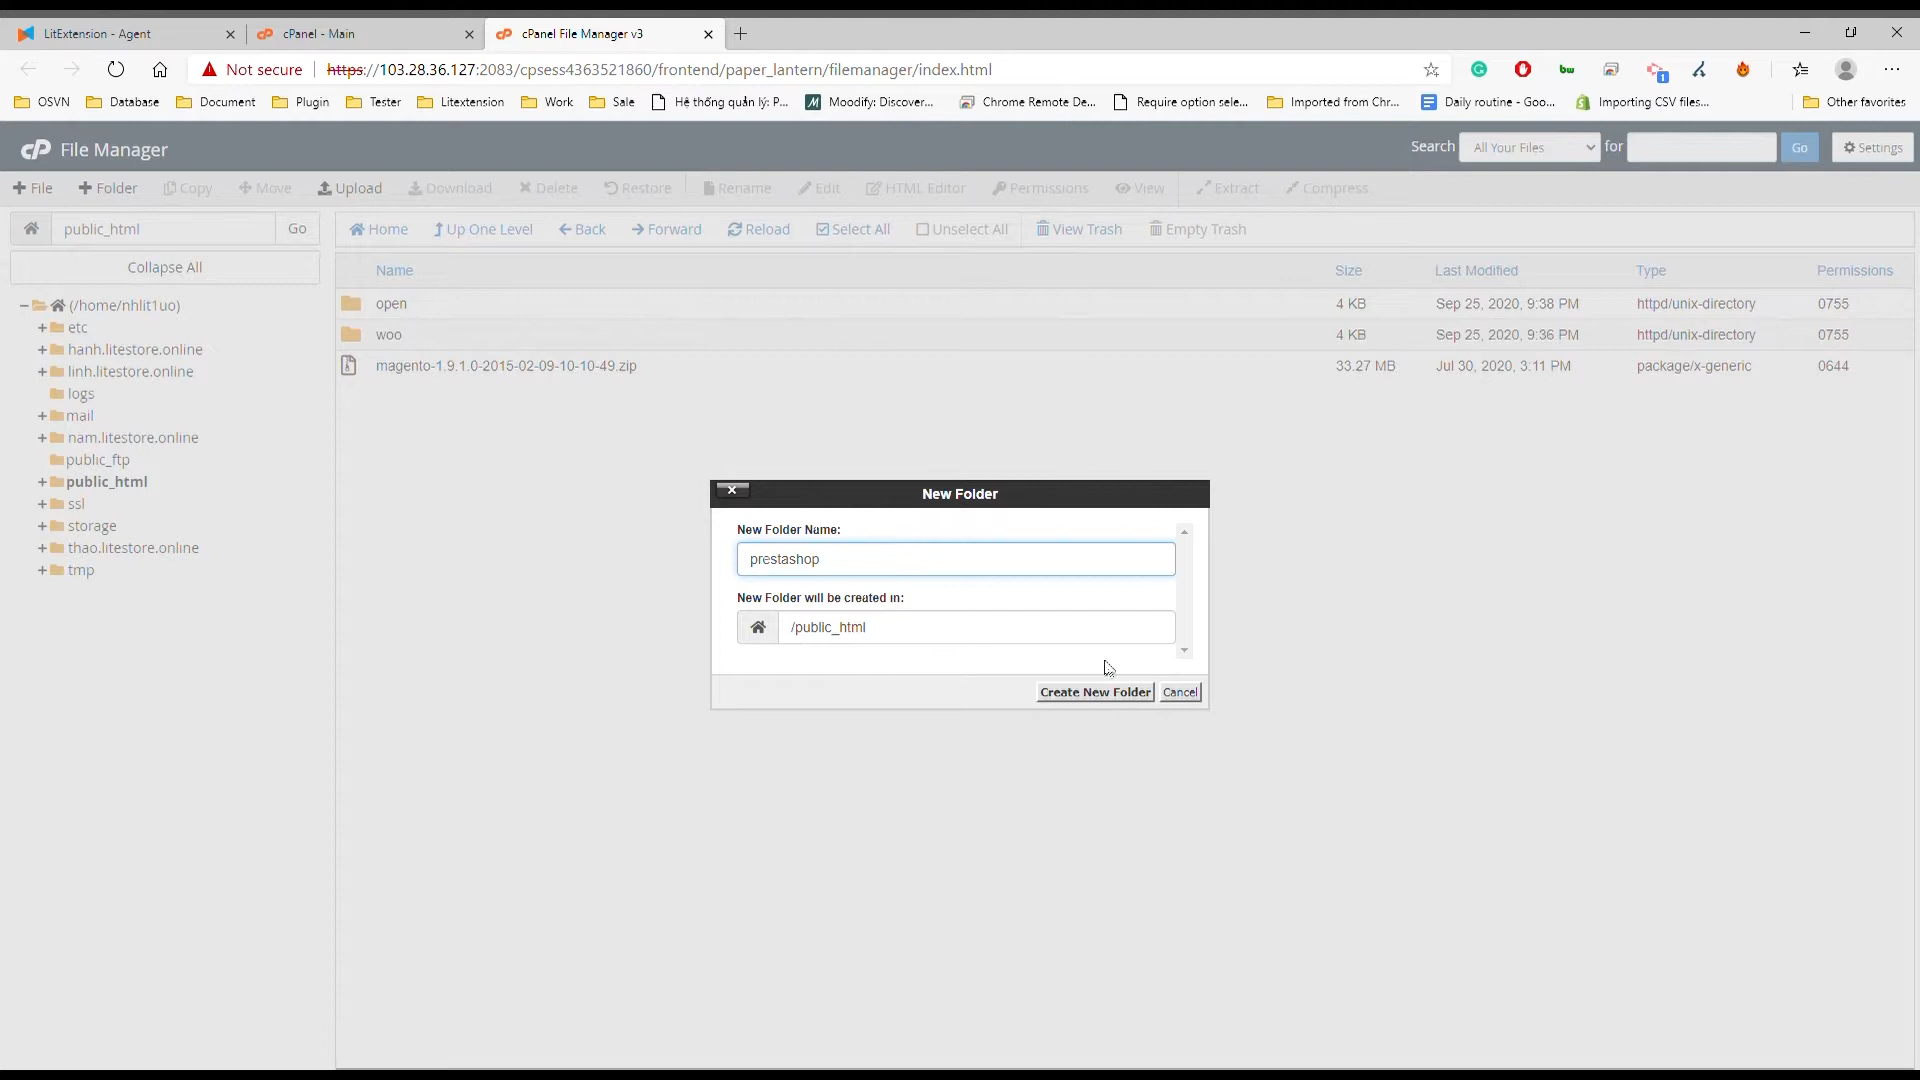 LitExtension - Agent
cPanel - Main
cPanel File Manager v3
Not secure
https://103.28.36.127:2083/cpsess4363521860/frontend/paper_lantern/filemanager/index.html
1
OSVN
Database
Document
Plugin
Tester
Litextension
Work
Sale
Hệ thống quản lý: P...
Moodify: Discover...
Chrome Remote De...
Require option sele...
Imported from Chr...
Daily routine - Goo...
Importing CSV files...
Other favorites
cP File Manager
Search
All Your Files
for
Go
Settings
File
Folder
Copy
Move
Upload
Download
Delete
Restore
Rename
Edit
HTML Editor
Permissions
View
Extract
Compress
public_html
Go
Home
Up One Level
Back
Forward
Reload
Select All
Unselect All
View Trash
Empty Trash
Collapse All
Name Size Last Modified Type Permissions
open 4 KB Sep 25, 2020, 9:38 PM httpd/unix-directory 0755
woo 4 KB Sep 25, 2020, 9:36 PM httpd/unix-directory 0755
magento-1.9.1.0-2015-02-09-10-10-49.zip 33.27 MB Jul 30, 2020, 3:11 PM package/x-generic 0644
(/home/nhlit1uo)
etc
hanh.litestore.online
linh.litestore.online
logs
mail
nam.litestore.online
public_ftp
public_html
ssl
storage
thao.litestore.online
tmp
New Folder
New Folder Name:
prestashop
New Folder will be created in:
/public_html
Create New Folder
Cancel